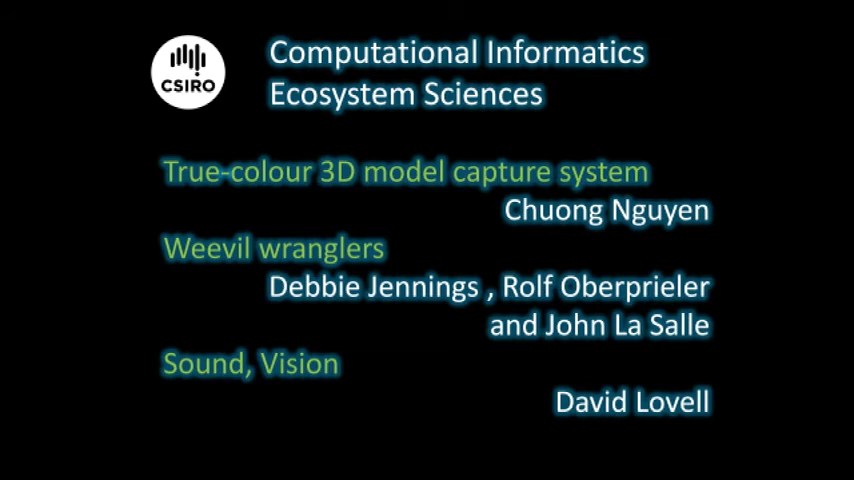 CSIRO
Computational Informatics
Ecosystem Sciences
True-colour 3D model capture system
Chuong Nguyen
Weevil wranglers
Debbie Jennings , Rolf Oberprieler
and John La Salle
Sound, Vision
David Lovell